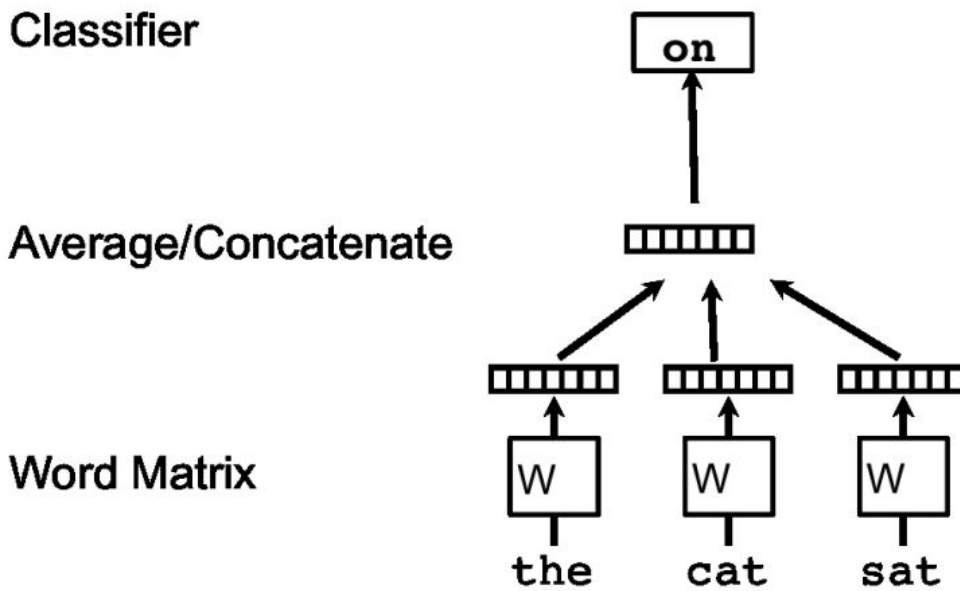 Classifier
on
Average/Concatenate
Word Matrix
W W W
the cat sat